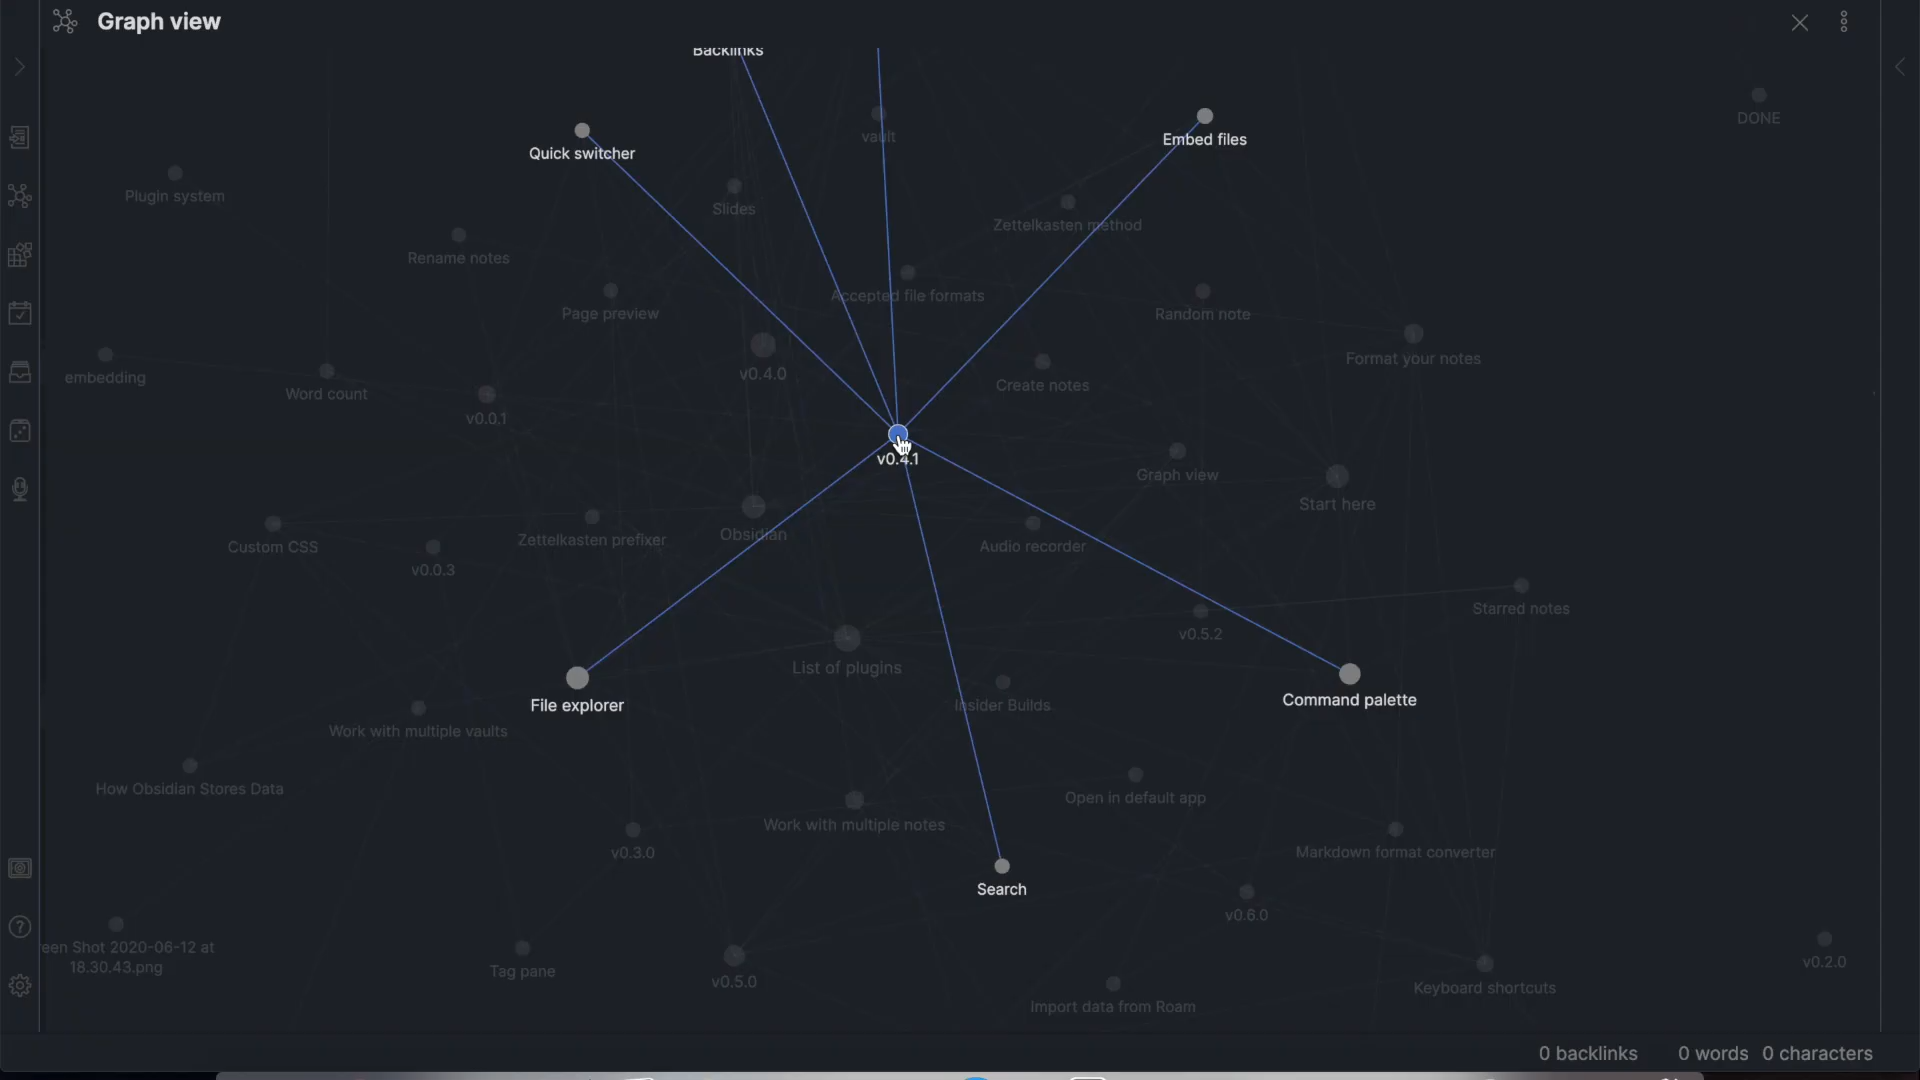 Graph view
Backlinks
DONE
vault
Embed files
Quick switcher
Plugin system
Slides
Zettelkasten method
Rename notes
Accepted file formats
Page preview
Random note
Format your notes
v0.4.0
embedding
Create notes
Word count
v0.0.1
v0.4.1
Graph view
Start here
Obsidian
Zettelkasten prefixer
Custom CSS
Audio recorder
v0.0.3
Starred notes
v0.5.2
List of plugins
Command palette
File explorer
Insider Builds
Work with multiple vaults
How Obsidian Stores Data
Open in default app
Work with multiple notes
v0.3.0
Markdown format converter
Search
v0.6.0
een Shot 2020-06-12 at
18.30.43.png
v0.2.0
Tag pane
v0.5.0
Keyboard shortcuts
Import data from Roam
0 backlinks 0 words 0 characters